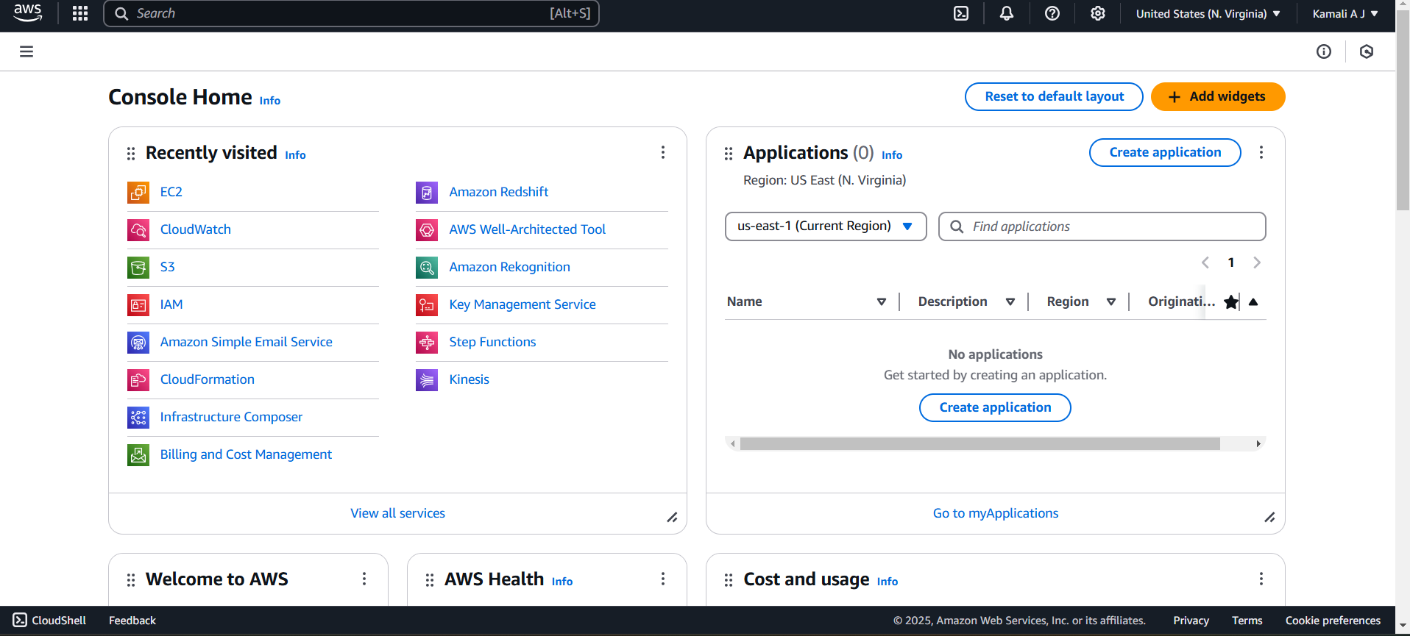 aws
Search [Alt+S]
United States (N. Virginia)
Kamali A J
Console Home Info
Reset to default layout
Add widgets
Recently visited Info
EC2
CloudWatch
S3
IAM
Amazon Simple Email Service
CloudFormation
Infrastructure Composer
Billing and Cost Management
Amazon Redshift
AWS Well-Architected Tool
Amazon Rekognition
Key Management Service
Step Functions
Kinesis
View all services
Applications (0) Info
Create application
Region: US East (N. Virginia)
us-east-1 (Current Region)
Find applications
1
Name Description Region Originati...
No applications
Get started by creating an application.
Create application
Go to myApplications
Welcome to AWS
AWS Health Info
Cost and usage Info
CloudShell Feedback
© 2025, Amazon Web Services, Inc. or its affiliates. Privacy Terms Cookie preferences